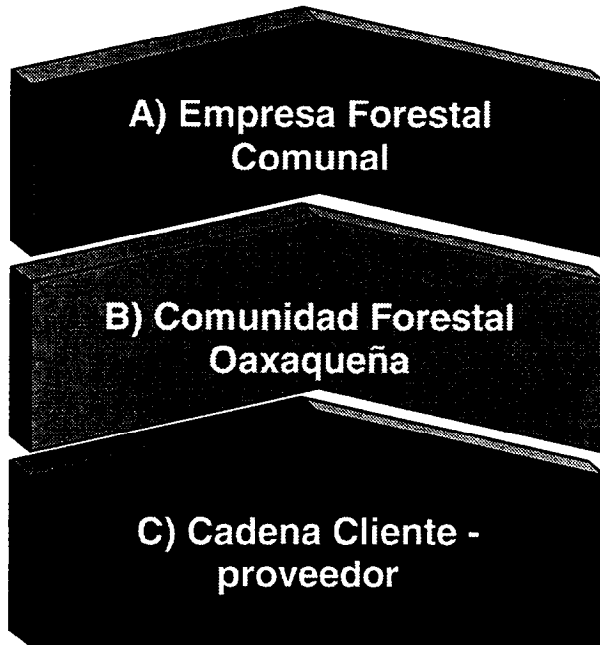 A) Empresa Forestal
Comunal
B) Comunidad Forestal
Oaxaqueña
C) Cadena Cliente -
proveedor